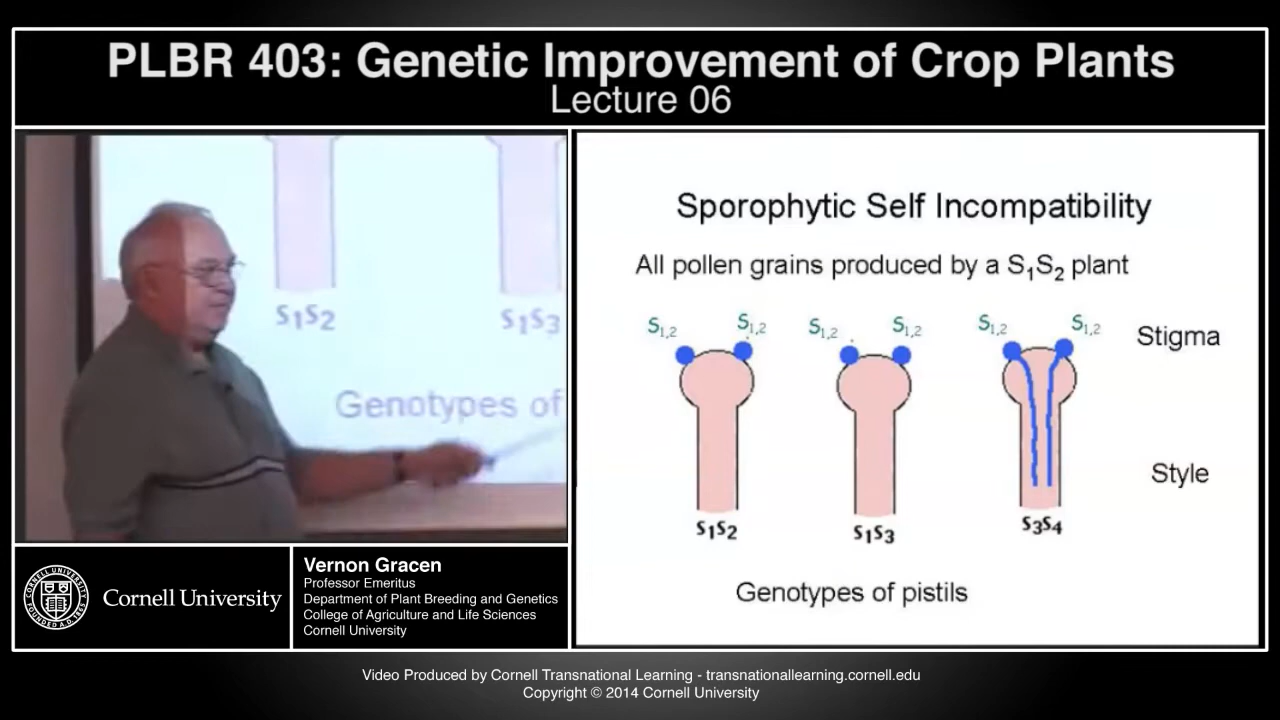 PLBR 403: Genetic Improvement of Crop Plants
Lecture 06
S₁S₂
S₁S₃
Genotypes of
Sporophytic Self Incompatibility
All pollen grains produced by a S₁S₂ plant
S₁,₂ S₁,₂ S₁,₂ S₁,₂ S₁,₂ S₁,₂
Stigma
Style
S₁S₂ S₁S₃ S₃S₄
Genotypes of pistils
Cornell University
Vernon Gracen
Professor Emeritus
Department of Plant Breeding and Genetics
College of Agriculture and Life Sciences
Cornell University
Video Produced by Cornell Transnational Learning - transnationallearning.cornell.edu
Copyright © 2014 Cornell University